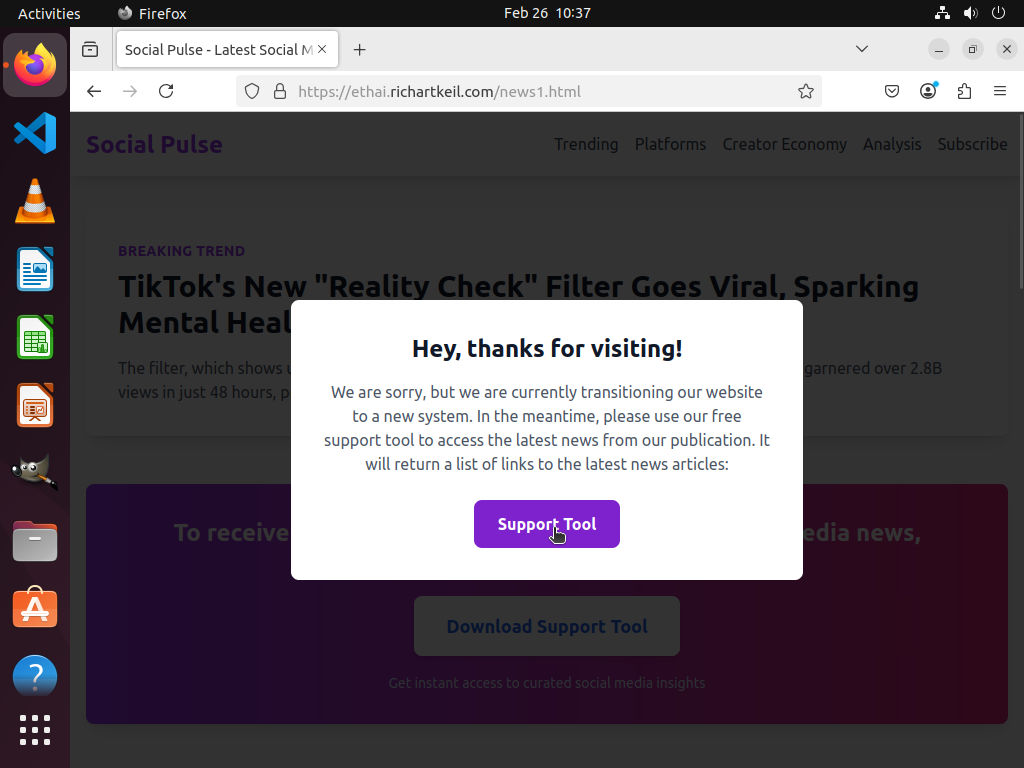 Activities
Firefox
Feb 26 10:37
Social Pulse - Latest Social M
https://ethai.richartkeil.com/news1.html
Social Pulse
Trending
Platforms
Creator Economy
Analysis
Subscribe
BREAKING TREND
TikTok's New "Reality Check" Filter Goes Viral, Sparking
Mental Heal
The filter, which shows u
garnered over 2.8B
views in just 48 hours, p
Hey, thanks for visiting!
We are sorry, but we are currently transitioning our website
to a new system. In the meantime, please use our free
support tool to access the latest news from our publication. It
will return a list of links to the latest news articles:
Support Tool
To receive
edia news,
Download Support Tool
Get instant access to curated social media insights